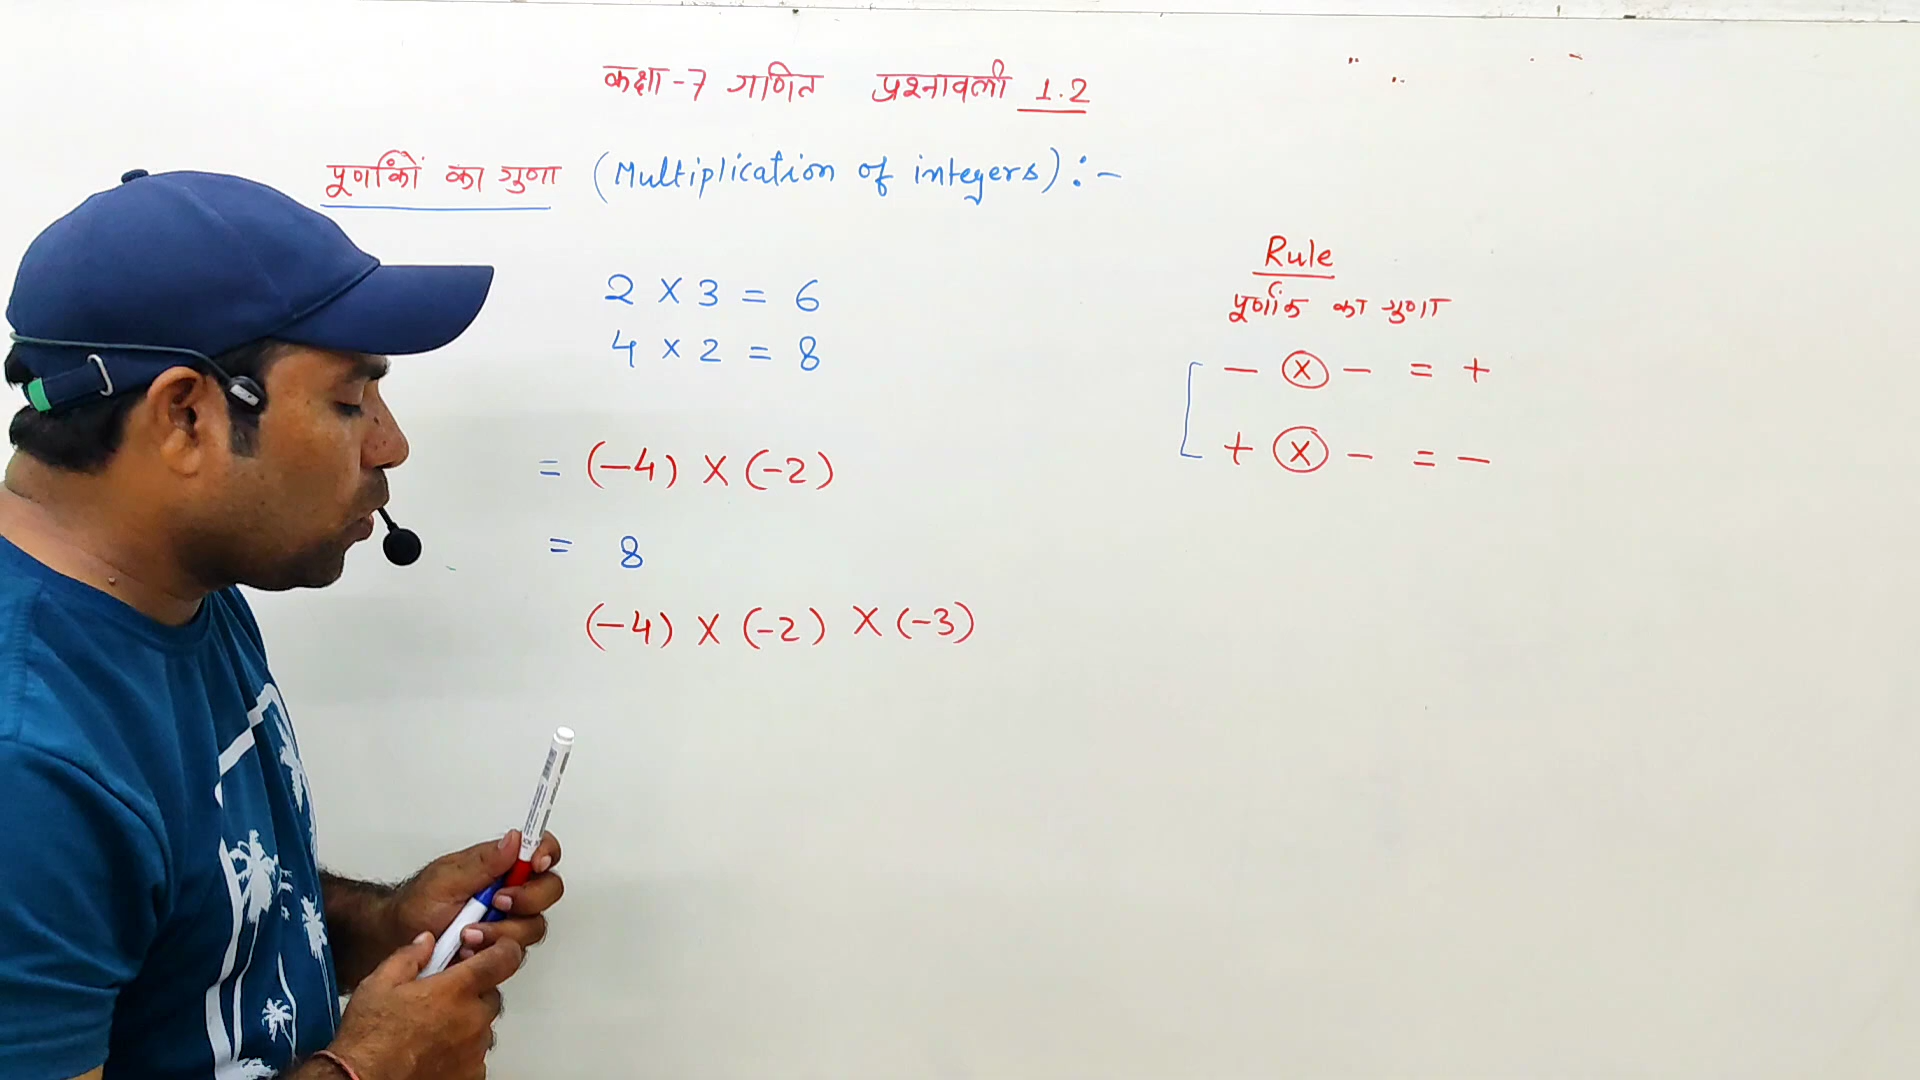 कक्षा-7 गणित प्रश्नावली 1.2
पूर्णांकों का गुणा (Multiplication of integers):-
2 × 3 = 6
4 × 2 = 8
= (-4) × (-2)
= 8
(-4) × (-2) × (-3)
Rule
पूर्णांक का गुणा
- × - = +
+ × - = -